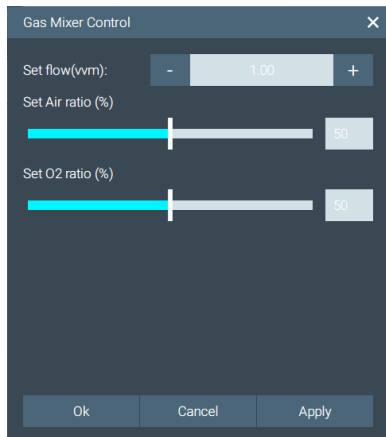 Gas Mixer Control ×
Set flow(vvm): - 1.00 +
Set Air ratio (%)
50
Set O2 ratio (%)
50
Ok Cancel Apply